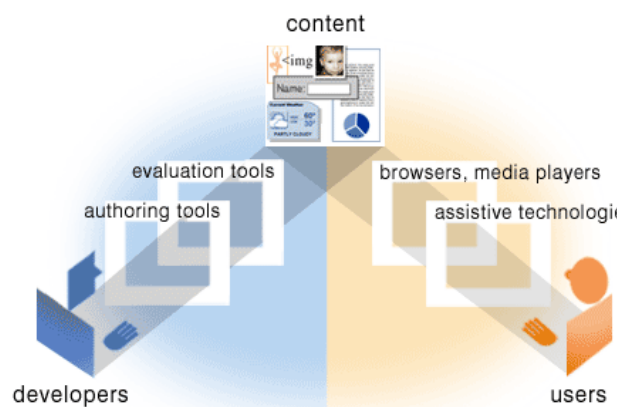 content
<img
Name:
Current Weather
60°
30°
PARTLY CLOUDY
evaluation tools
browsers, media players
authoring tools
assistive technologie
developers
users